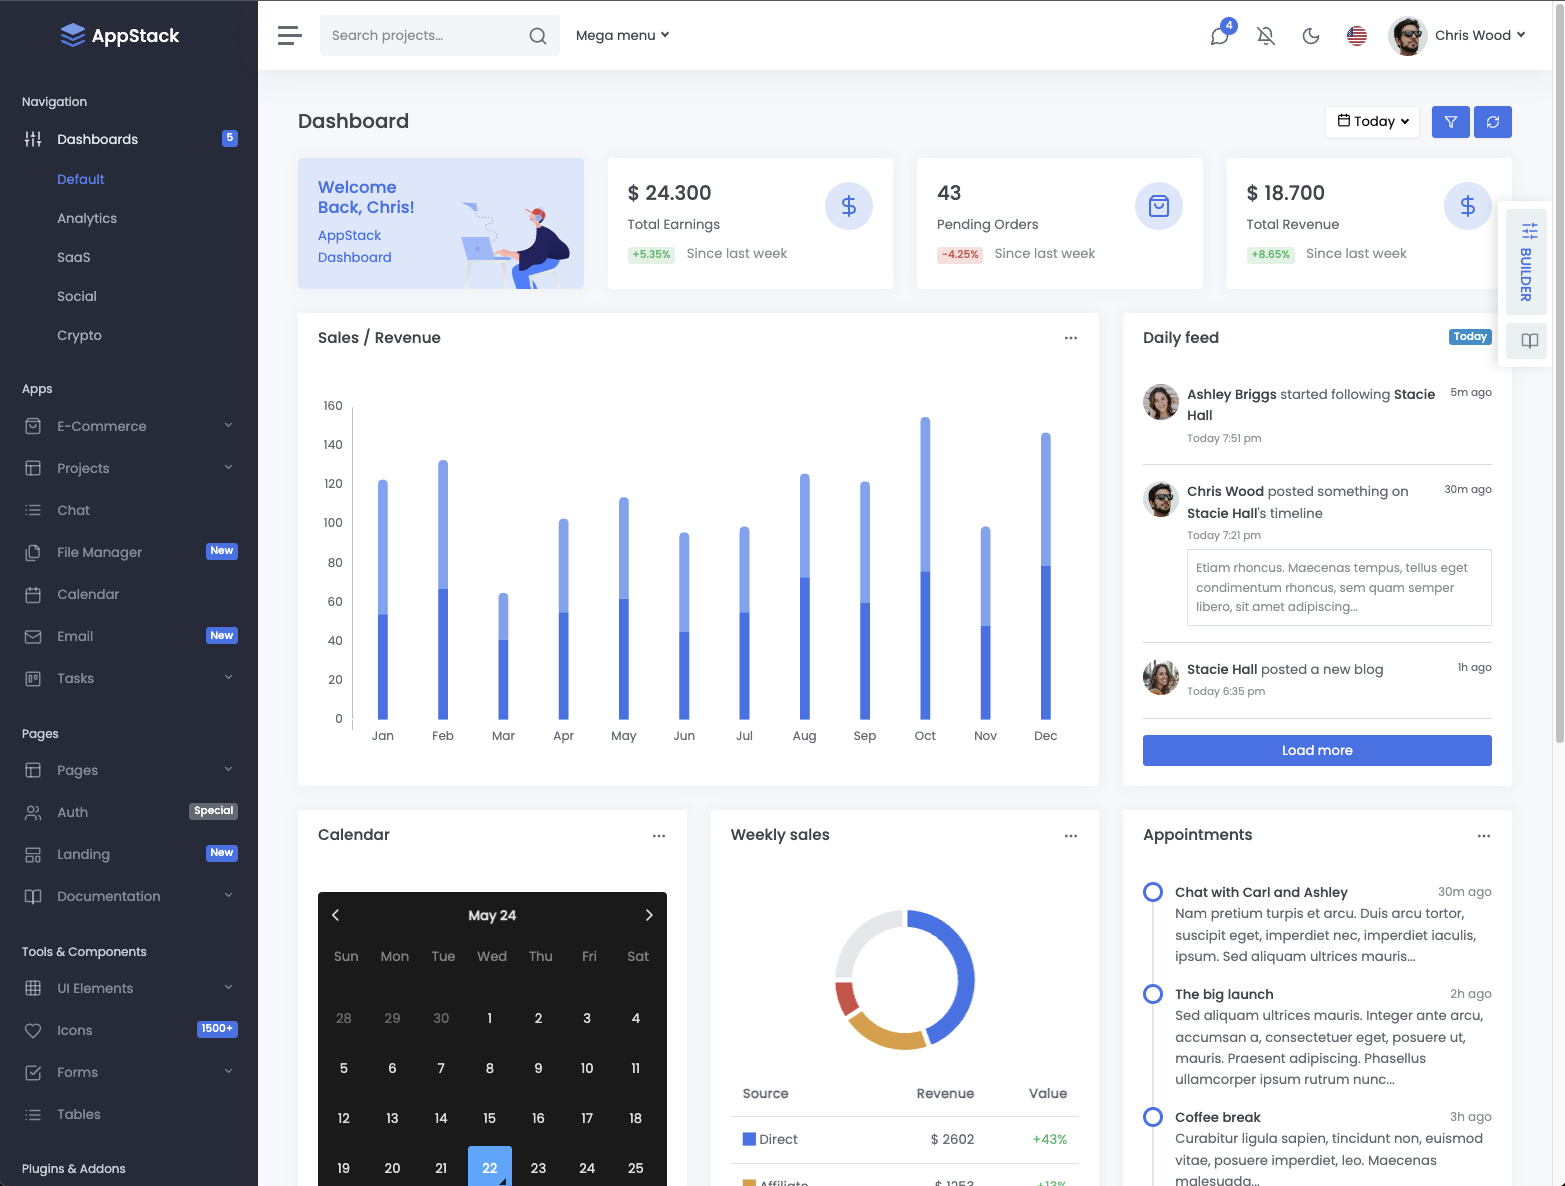 AppStack
Search projects…
Mega menu
4
Chris Wood
Navigation
Dashboards
5
Default
Analytics
SaaS
Social
Crypto
Apps
E-Commerce
Projects
Chat
File Manager
New
Calendar
Email
New
Tasks
Pages
Pages
Auth
Special
Landing
New
Documentation
Tools & Components
UI Elements
Icons
1500+
Forms
Tables
Plugins & Addons
Dashboard
Today
Welcome
Back, Chris!
AppStack
Dashboard
$ 24.300
Total Earnings
+5.35% Since last week
43
Pending Orders
-4.25% Since last week
$ 18.700
Total Revenue
+8.65% Since last week
BUILDER
Sales / Revenue
160
140
120
100
80
60
40
20
0
Jan Feb Mar Apr May Jun Jul Aug Sep Oct Nov Dec
Daily feed
Today
Ashley Briggs started following Stacie
Hall
5m ago
Today 7:51 pm
Chris Wood posted something on
Stacie Hall's timeline
30m ago
Today 7:21 pm
Etiam rhoncus. Maecenas tempus, tellus eget
condimentum rhoncus, sem quam semper
libero, sit amet adipiscing…
Stacie Hall posted a new blog
1h ago
Today 6:35 pm
Load more
Calendar
May 24
Sun Mon Tue Wed Thu Fri Sat
28 29 30 1 2 3 4
5 6 7 8 9 10 11
12 13 14 15 16 17 18
19 20 21 22 23 24 25
Weekly sales
Source Revenue Value
Direct $ 2602 +43%
Affiliate $ 1253 +13%
Appointments
Chat with Carl and Ashley 30m ago
Nam pretium turpis et arcu. Duis arcu tortor,
suscipit eget, imperdiet nec, imperdiet iaculis,
ipsum. Sed aliquam ultrices mauris…
The big launch 2h ago
Sed aliquam ultrices mauris. Integer ante arcu,
accumsan a, consectetuer eget, posuere ut,
mauris. Praesent adipiscing. Phasellus
ullamcorper ipsum rutrum nunc…
Coffee break 3h ago
Curabitur ligula sapien, tincidunt non, euismod
vitae, posuere imperdiet, leo. Maecenas
malesuada…